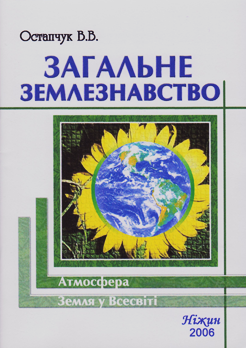 Остапчук В.В.
ЗАГАЛЬНЕ
ЗЕМЛЕЗНАВСТВО
Атмосфера
Земля у Всесвіті
Ніжин
2006